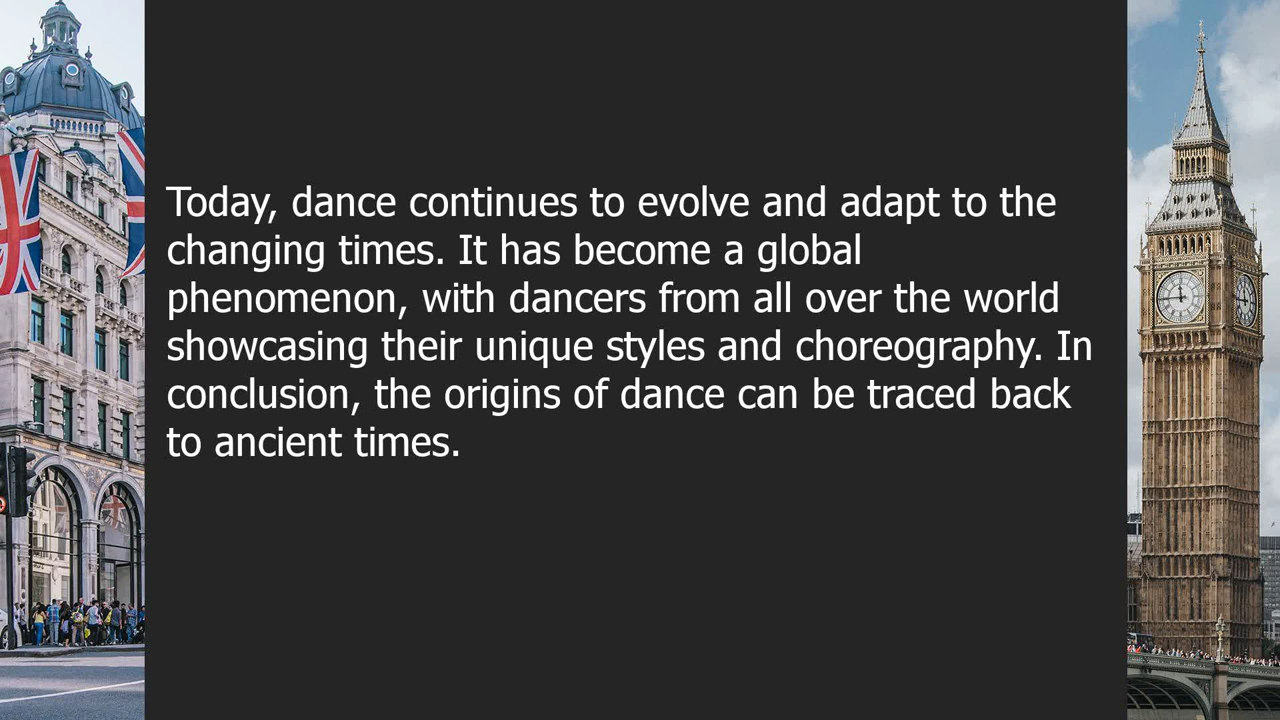 Today, dance continues to evolve and adapt to the
changing times. It has become a global
phenomenon, with dancers from all over the world
showcasing their unique styles and choreography. In
conclusion, the origins of dance can be traced back
to ancient times.